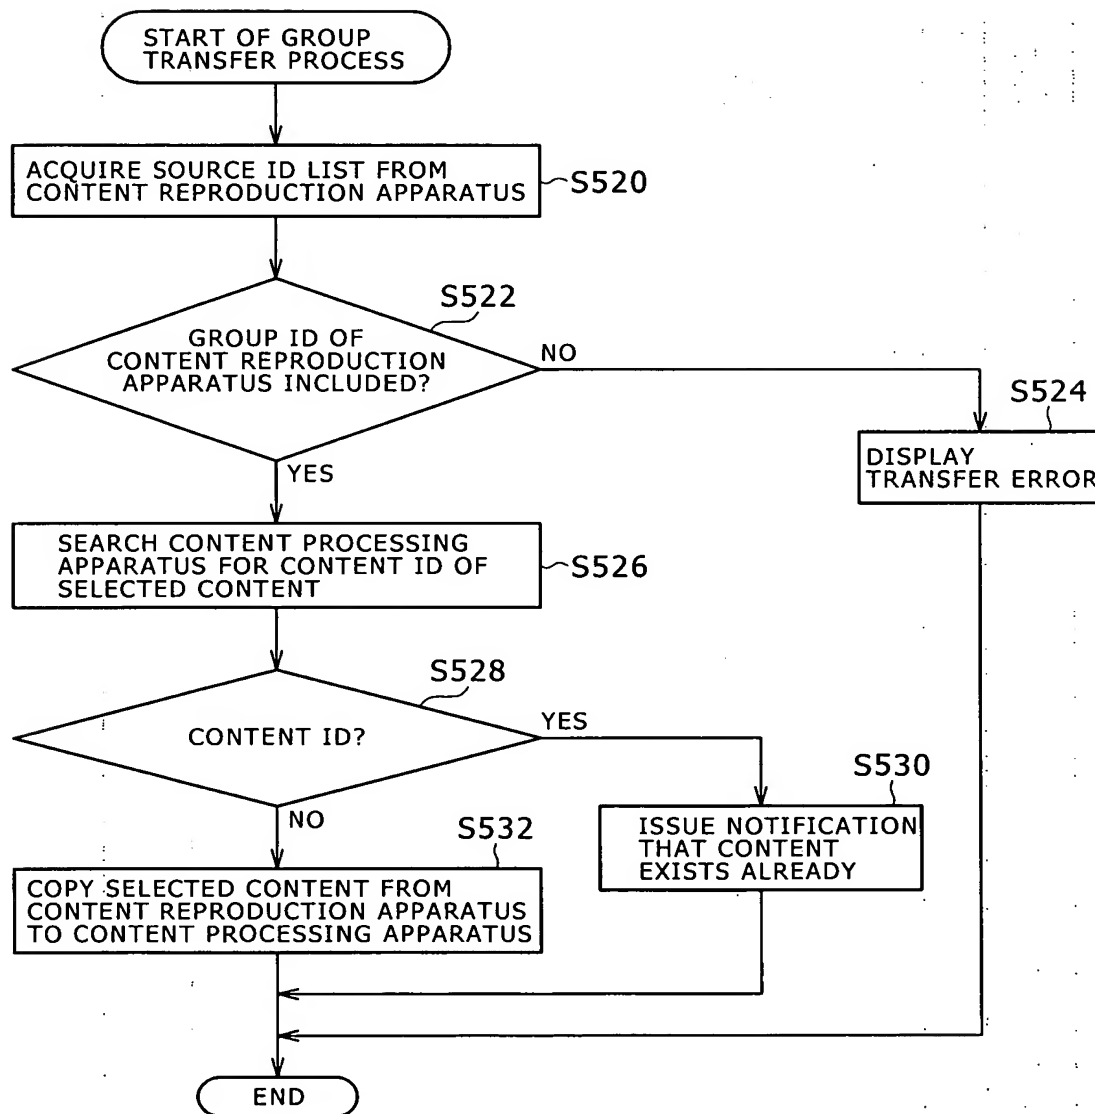 START OF GROUP
TRANSFER PROCESS
ACQUIRE SOURCE ID LIST FROM
CONTENT REPRODUCTION APPARATUS
S520
S522
GROUP ID OF
CONTENT REPRODUCTION
APPARATUS INCLUDED?
NO
YES
S524
DISPLAY
TRANSFER ERROR
SEARCH CONTENT PROCESSING
APPARATUS FOR CONTENT ID OF
SELECTED CONTENT
S526
S528
CONTENT ID?
YES
NO
S530
ISSUE NOTIFICATION
THAT CONTENT
EXISTS ALREADY
S532
COPY SELECTED CONTENT FROM
CONTENT REPRODUCTION APPARATUS
TO CONTENT PROCESSING APPARATUS
END